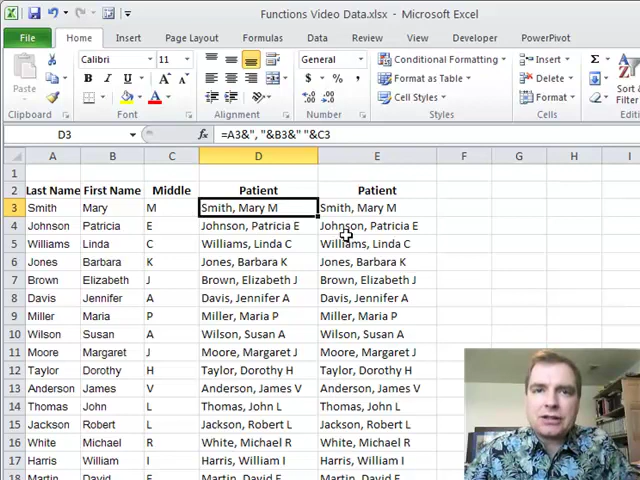 Functions Video Data.xlsx - Microsoft Excel
File Home Insert Page Layout Formulas Data Review View Developer PowerPivot
Paste
Calibri 11 General Conditional Formatting Insert Σ
B I U $ % , Format as Table Delete
A Cell Styles Format
Clipboard Font Alignment Number Styles Cells
D3 fx =A3&", "&B3&" "&C3
A B C D E F G H I
1
2 Last Name First Name Middle Patient Patient
3 Smith Mary M Smith, Mary M Smith, Mary M
4 Johnson Patricia E Johnson, Patricia E Johnson, Patricia E
5 Williams Linda C Williams, Linda C Williams, Linda C
6 Jones Barbara K Jones, Barbara K Jones, Barbara K
7 Brown Elizabeth J Brown, Elizabeth J Brown, Elizabeth J
8 Davis Jennifer A Davis, Jennifer A Davis, Jennifer A
9 Miller Maria P Miller, Maria P Miller, Maria P
10 Wilson Susan A Wilson, Susan A Wilson, Susan A
11 Moore Margaret J Moore, Margaret J Moore, Margaret J
12 Taylor Dorothy H Taylor, Dorothy H Taylor, Dorothy H
13 Anderson James V Anderson, James V Anderson, James V
14 Thomas John L Thomas, John L Thomas, John L
15 Jackson Robert L Jackson, Robert L Jackson, Robert L
16 White Michael R White, Michael R White, Michael R
17 Harris William I Harris, William I Harris, William I
18 Martin David Martin, David E Martin, David E